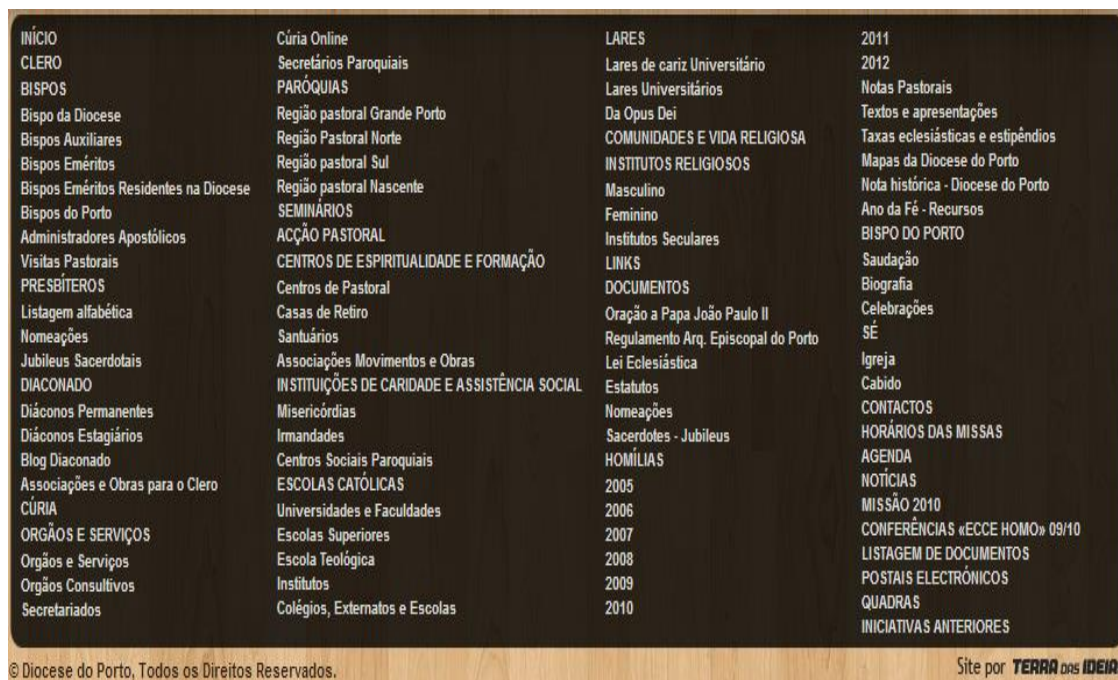 INÍCIO
CLERO
BISPOS
Bispo da Diocese
Bispos Auxiliares
Bispos Eméritos
Bispos Eméritos Residentes na Diocese
Bispos do Porto
Administradores Apostólicos
Visitas Pastorais
PRESBÍTEROS
Listagem alfabética
Nomeações
Jubileus Sacerdotais
DIACONADO
Diáconos Permanentes
Diáconos Estagiários
Blog Diaconado
Associações e Obras para o Clero
CÚRIA
ORGÃOS E SERVIÇOS
Orgãos e Serviços
Orgãos Consultivos
Secretariados
Cúria Online
Secretários Paroquiais
PARÓQUIAS
Região pastoral Grande Porto
Região Pastoral Norte
Região pastoral Sul
Região pastoral Nascente
SEMINÁRIOS
ACÇÃO PASTORAL
CENTROS DE ESPIRITUALIDADE E FORMAÇÃO
Centros de Pastoral
Casas de Retiro
Santuários
Associações Movimentos e Obras
INSTITUIÇÕES DE CARIDADE E ASSISTÊNCIA SOCIAL
Misericórdias
Irmandades
Centros Sociais Paroquiais
ESCOLAS CATÓLICAS
Universidades e Faculdades
Escolas Superiores
Escola Teológica
Institutos
Colégios, Externatos e Escolas
LARES
Lares de cariz Universitário
Lares Universitários
Da Opus Dei
COMUNIDADES E VIDA RELIGIOSA
INSTITUTOS RELIGIOSOS
Masculino
Feminino
Institutos Seculares
LINKS
DOCUMENTOS
Oração a Papa João Paulo II
Regulamento Arq. Episcopal do Porto
Lei Eclesiástica
Estatutos
Nomeações
Sacerdotes - Jubileus
HOMÍLIAS
2005
2006
2007
2008
2009
2010
2011
2012
Notas Pastorais
Textos e apresentações
Taxas eclesiásticas e estipêndios
Mapas da Diocese do Porto
Nota histórica - Diocese do Porto
Ano da Fé - Recursos
BISPO DO PORTO
Saudação
Biografia
Celebrações
SÉ
Igreja
Cabido
CONTACTOS
HORÁRIOS DAS MISSAS
AGENDA
NOTÍCIAS
MISSÃO 2010
CONFERÊNCIAS «ECCE HOMO» 09/10
LISTAGEM DE DOCUMENTOS
POSTAIS ELECTRÓNICOS
QUADRAS
INICIATIVAS ANTERIORES
© Diocese do Porto, Todos os Direitos Reservados.
Site por TERRA DAS IDEIA